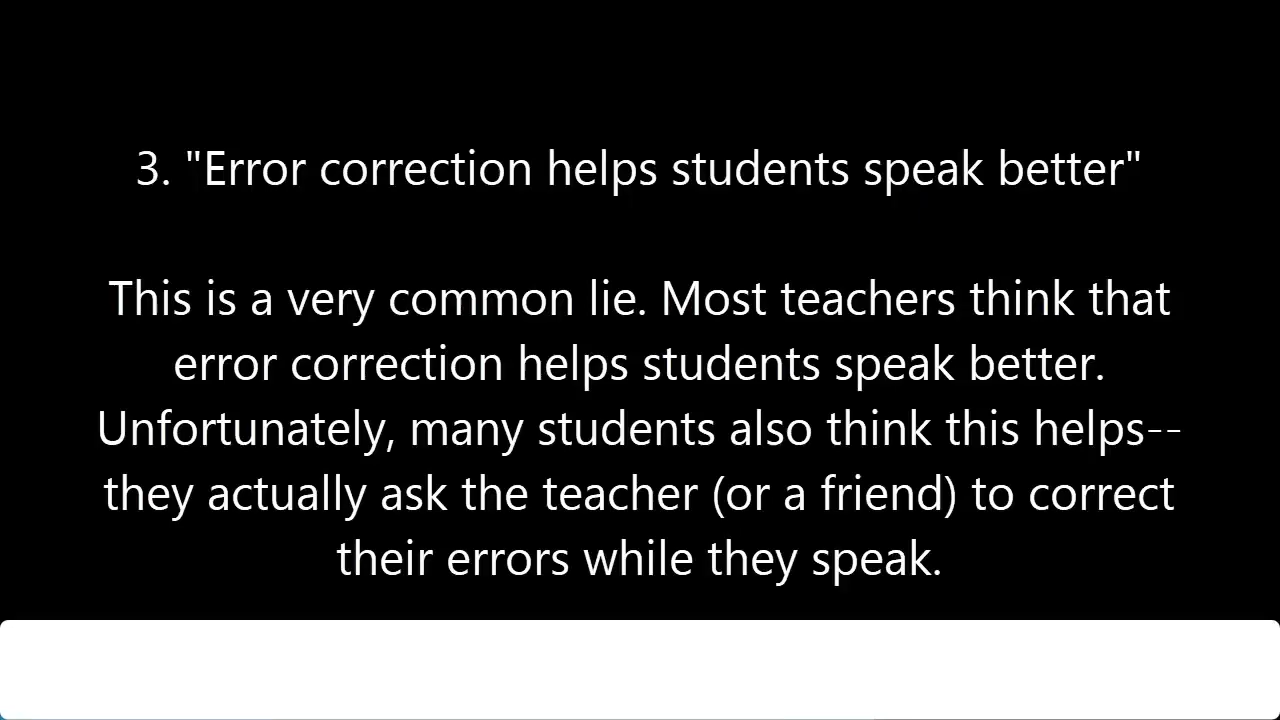 3. "Error correction helps students speak better"
This is a very common lie. Most teachers think that
error correction helps students speak better.
Unfortunately, many students also think this helps--
they actually ask the teacher (or a friend) to correct
their errors while they speak.